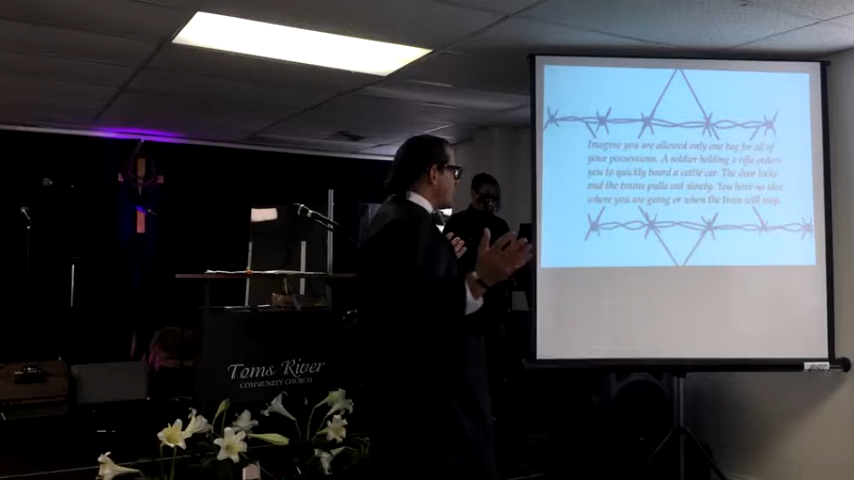 Imagine you are allowed only one bag for all of
your possessions. A soldier holding a rifle orders
you to quickly board a cattle car. The door locks
and the trains pulls out slowly. You have no idea
where you are going or when the train will stop.
Toms River
COMMUNITY CHURCH